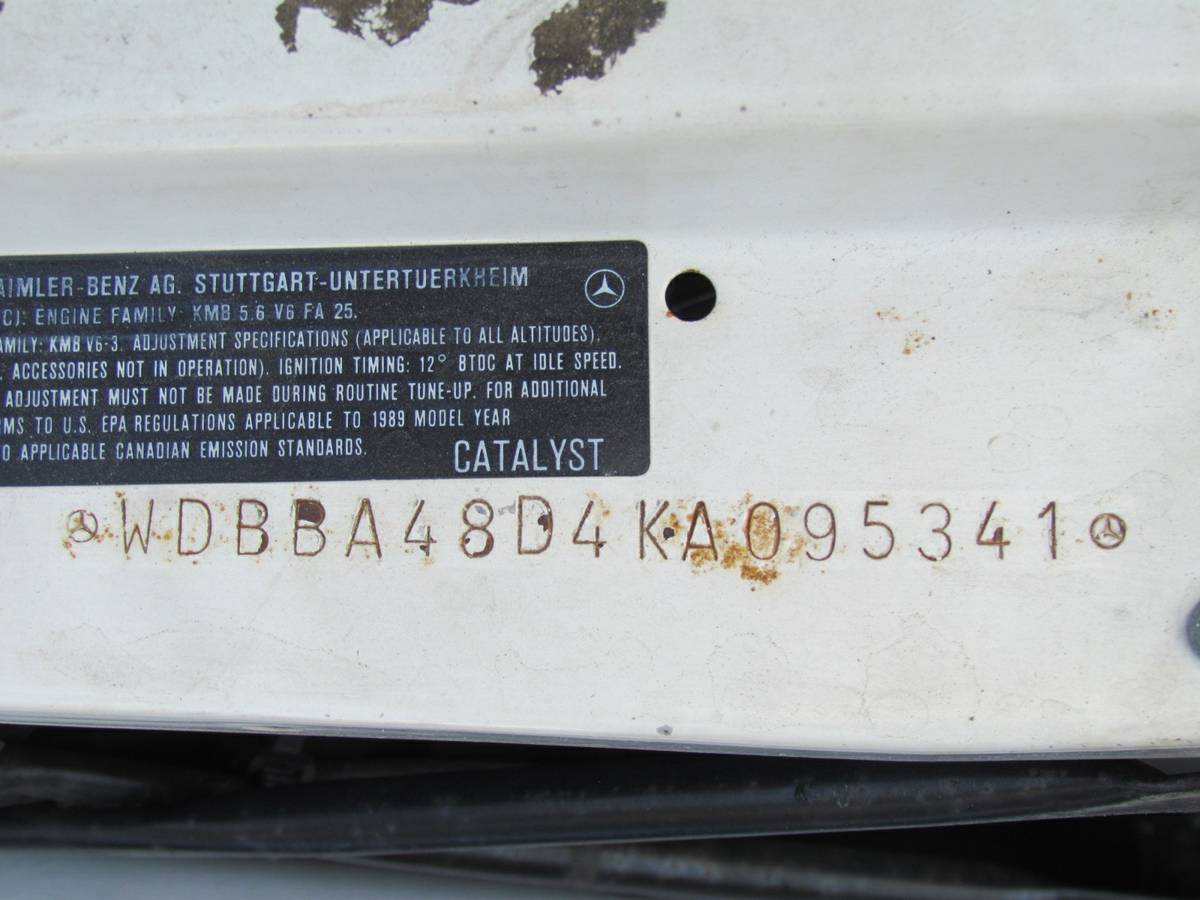 AIMLER-BENZ AG. STUTTGART-UNTERTUERKHEIM
CC). ENGINE FAMILY: KMB 5.6 V6 FA 25.
AMILY: KMB V6-3. ADJUSTMENT SPECIFICATIONS (APPLICABLE TO ALL ALTITUDES).
, ACCESSORIES NOT IN OPERATION). IGNITION TIMING: 12° BTDC AT IDLE SPEED.
ADJUSTMENT MUST NOT BE MADE DURING ROUTINE TUNE-UP. FOR ADDITIONAL
RMS TO U.S. EPA REGULATIONS APPLICABLE TO 1989 MODEL YEAR
O APPLICABLE CANADIAN EMISSION STANDARDS.
CATALYST
WDBBA48D4KA095341